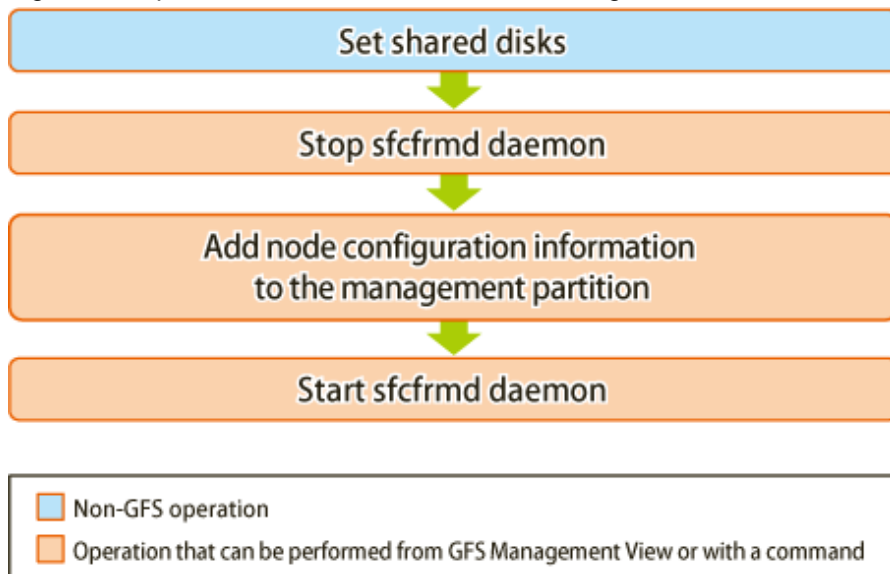 Set shared disks
Stop sfcfrmd daemon
Add node configuration information
to the management partition
Start sfcfrmd daemon
Non-GFS operation
Operation that can be performed from GFS Management View or with a command